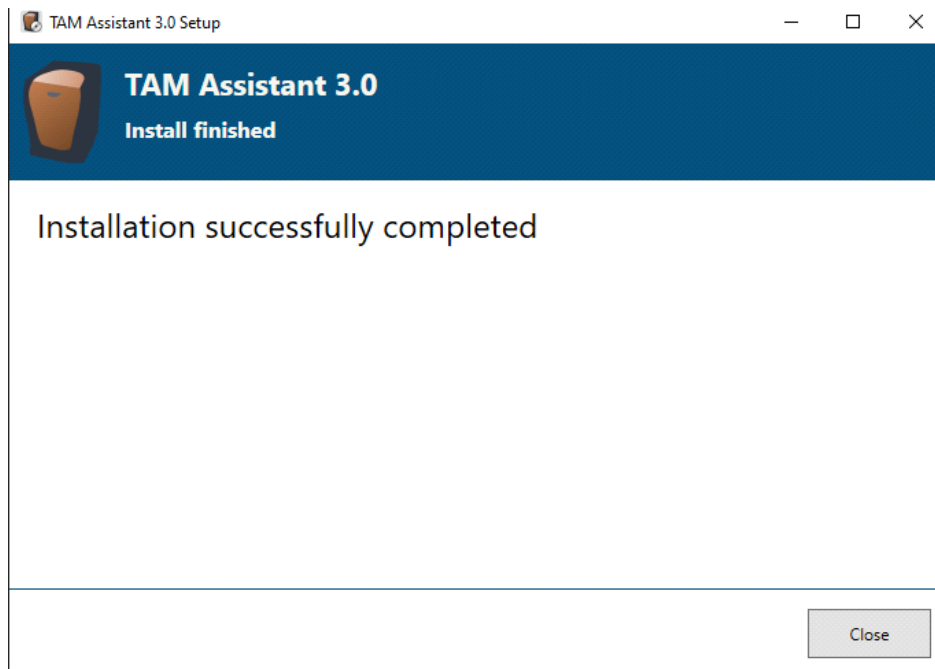 TAM Assistant 3.0 Setup
TAM Assistant 3.0
Install finished
Installation successfully completed
Close